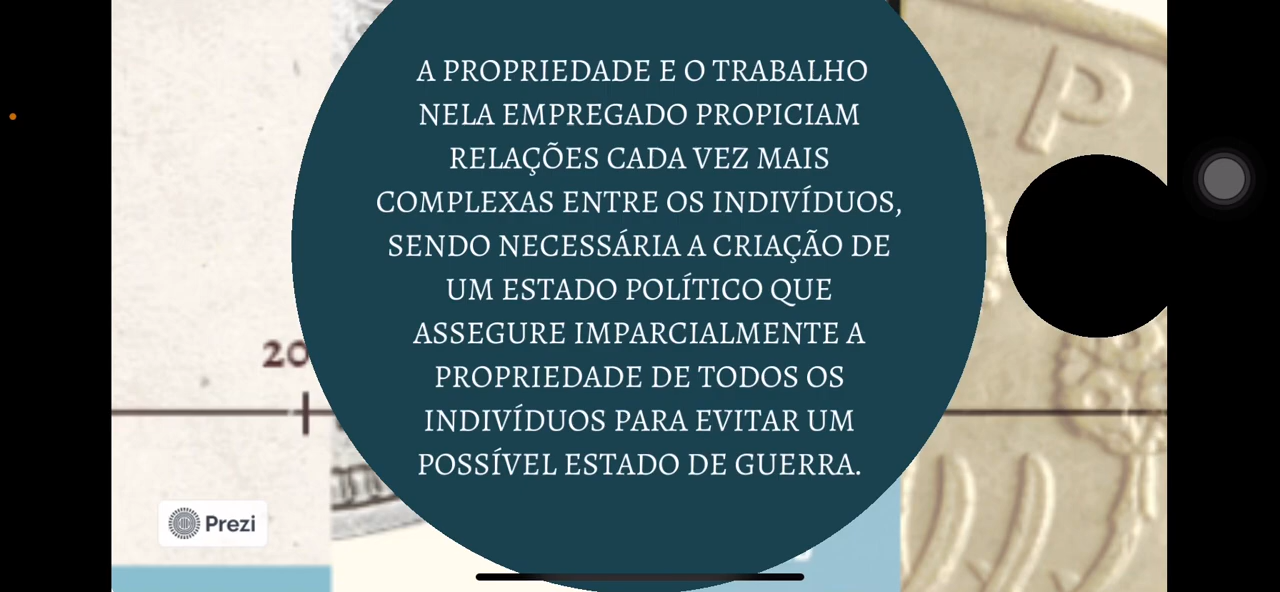 A PROPRIEDADE E O TRABALHO
NELA EMPREGADO PROPICIAM
RELAÇÕES CADA VEZ MAIS
COMPLEXAS ENTRE OS INDIVÍDUOS,
SENDO NECESSÁRIA A CRIAÇÃO DE
UM ESTADO POLÍTICO QUE
ASSEGURE IMPARCIALMENTE A
PROPRIEDADE DE TODOS OS
INDIVÍDUOS PARA EVITAR UM
POSSÍVEL ESTADO DE GUERRA.
P
20
Prezi